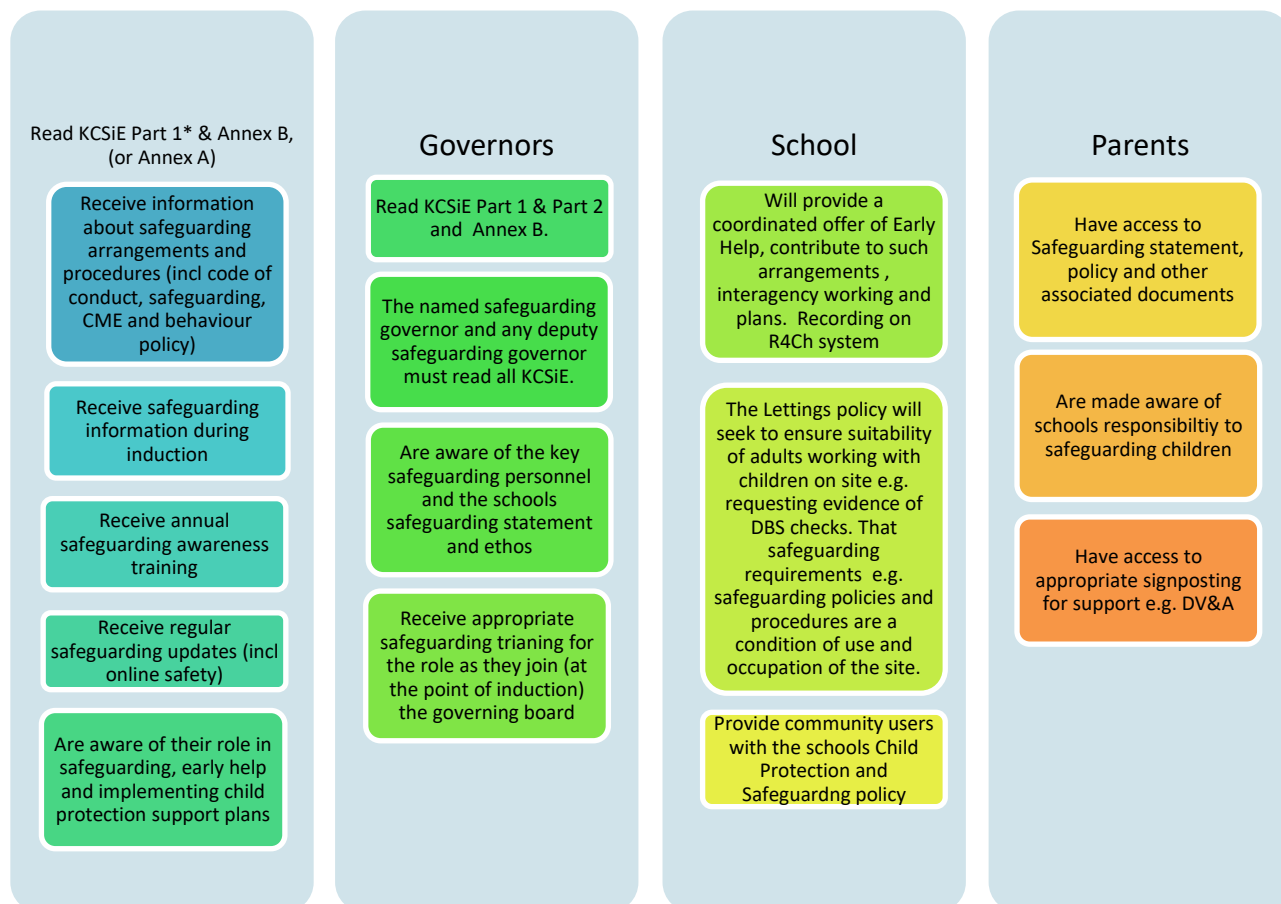 Read KCSiE Part 1* & Annex B,
(or Annex A)
Receive information
about safeguarding
arrangements and
procedures (incl code of
conduct, safeguarding,
CME and behaviour
policy)
Receive safeguarding
information during
induction
Receive annual
safeguarding awareness
training
Receive regular
safeguarding updates (incl
online safety)
Are aware of their role in
safeguarding, early help
and implementing child
protection support plans
Governors
Read KCSiE Part 1 & Part 2
and Annex B.
The named safeguarding
governor and any deputy
safeguarding governor
must read all KCSiE.
Are aware of the key
safeguarding personnel
and the schools
safeguarding statement
and ethos
Receive appropriate
safeguarding trianing for
the role as they join (at
the point of induction)
the governing board
School
Will provide a
coordinated offer of Early
Help, contribute to such
arrangements ,
interagency working and
plans. Recording on
R4Ch system
The Lettings policy will
seek to ensure suitability
of adults working with
children on site e.g.
requesting evidence of
DBS checks. That
safeguarding
requirements e.g.
safeguarding policies and
procedures are a
condition of use and
occupation of the site.
Provide community users
with the schools Child
Protection and
Safeguardng policy
Parents
Have access to
Safeguarding statement,
policy and other
associated documents
Are made aware of
schools responsibiltiy to
safeguarding children
Have access to
appropriate signposting
for support e.g. DV&A